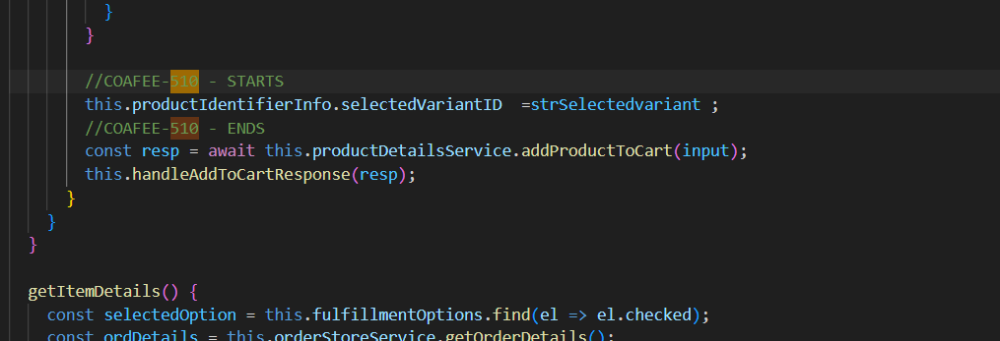 }
}
//COAFEE-510 - STARTS
this.productIdentifierInfo.selectedVariantID  =strSelectedvariant ;
//COAFEE-510 - ENDS
const resp = await this.productDetailsService.addProductToCart(input);
this.handleAddToCartResponse(resp);
}
}
}
getItemDetails() {
const selectedOption = this.fulfillmentOptions.find(el => el.checked);
const ordDetails = this.orderStoreService.getOrderDetails();